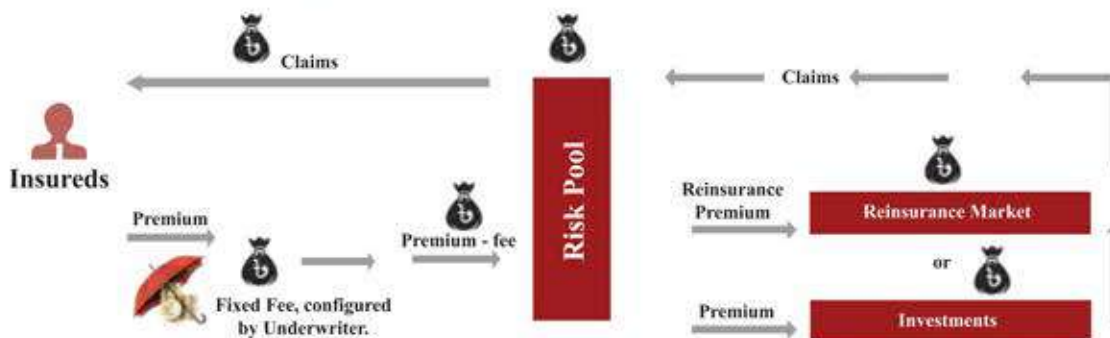 Claims
Claims
Insureds
Premium
Fixed Fee, configured
by Underwriter.
Premium - fee
Risk Pool
Reinsurance
Premium
Reinsurance Market
or
Premium
Investments
৳
৳
৳
৳
৳
৳